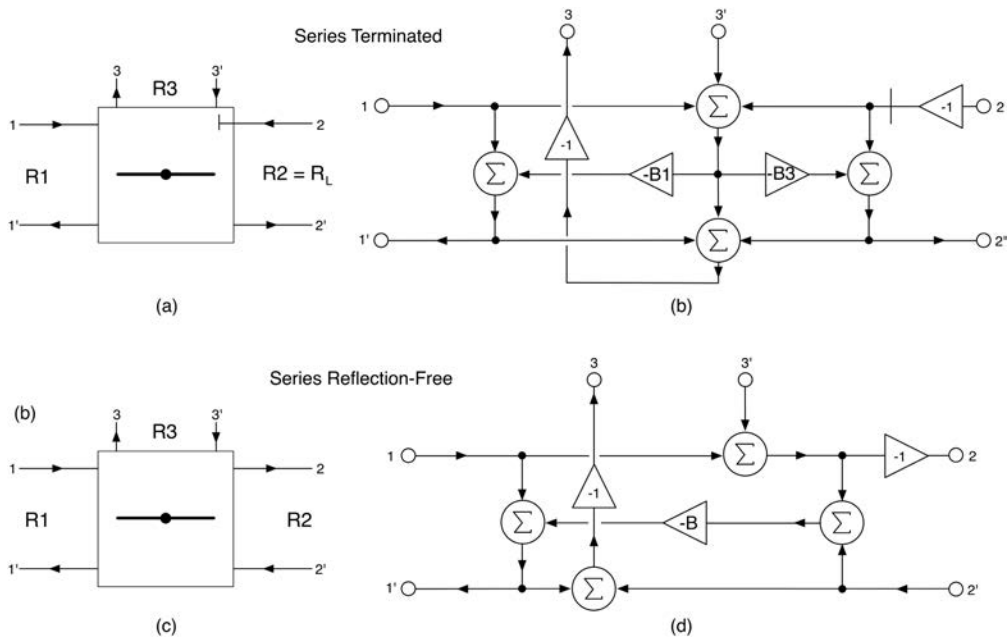 Series Terminated
3 3'
R3
1 2
R1 R2 = RL
1' 2'
(a)
3 3'
1 Σ -1 2
-1
Σ -B1 -B3 Σ
1' Σ 2"
(b)
Series Reflection-Free
(b)
3 3'
R3
1 2
R1 R2
1' 2'
(c)
3 3'
1 Σ -1 2
-1
Σ -B Σ
1' Σ 2'
(d)